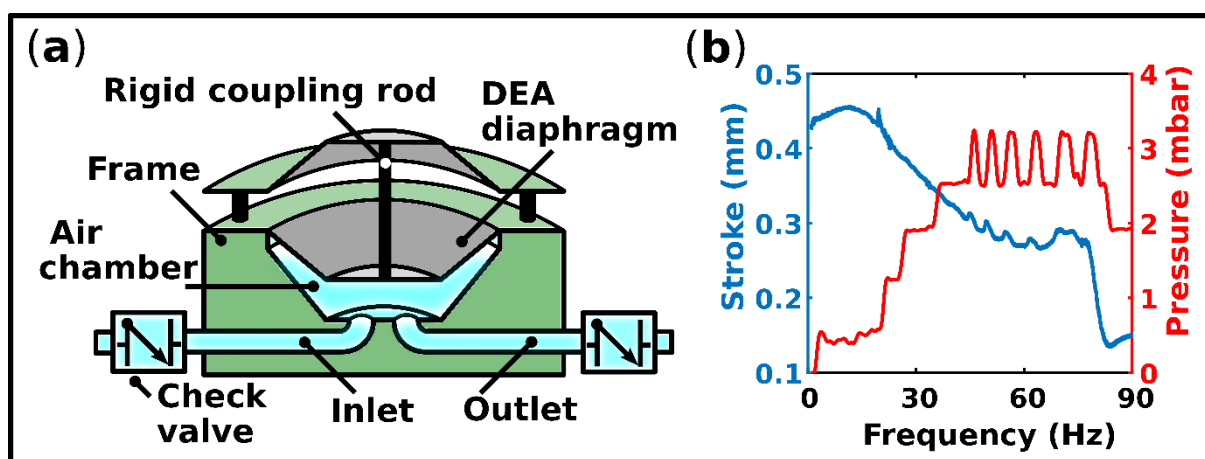 (a)
Rigid coupling rod
DEA
diaphragm
Frame
Air
chamber
Check
valve
Inlet
Outlet
(b)
Stroke (mm)
0.5
0.4
0.3
0.2
0.1
0
30
60
90
Frequency (Hz)
4
3
2
1
0
Pressure (mbar)